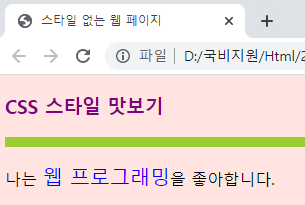 스타일 없는 웹 페이지
파일 | D:/국비지원/Html/2
CSS 스타일 맛보기
나는 웹 프로그래밍을 좋아합니다.